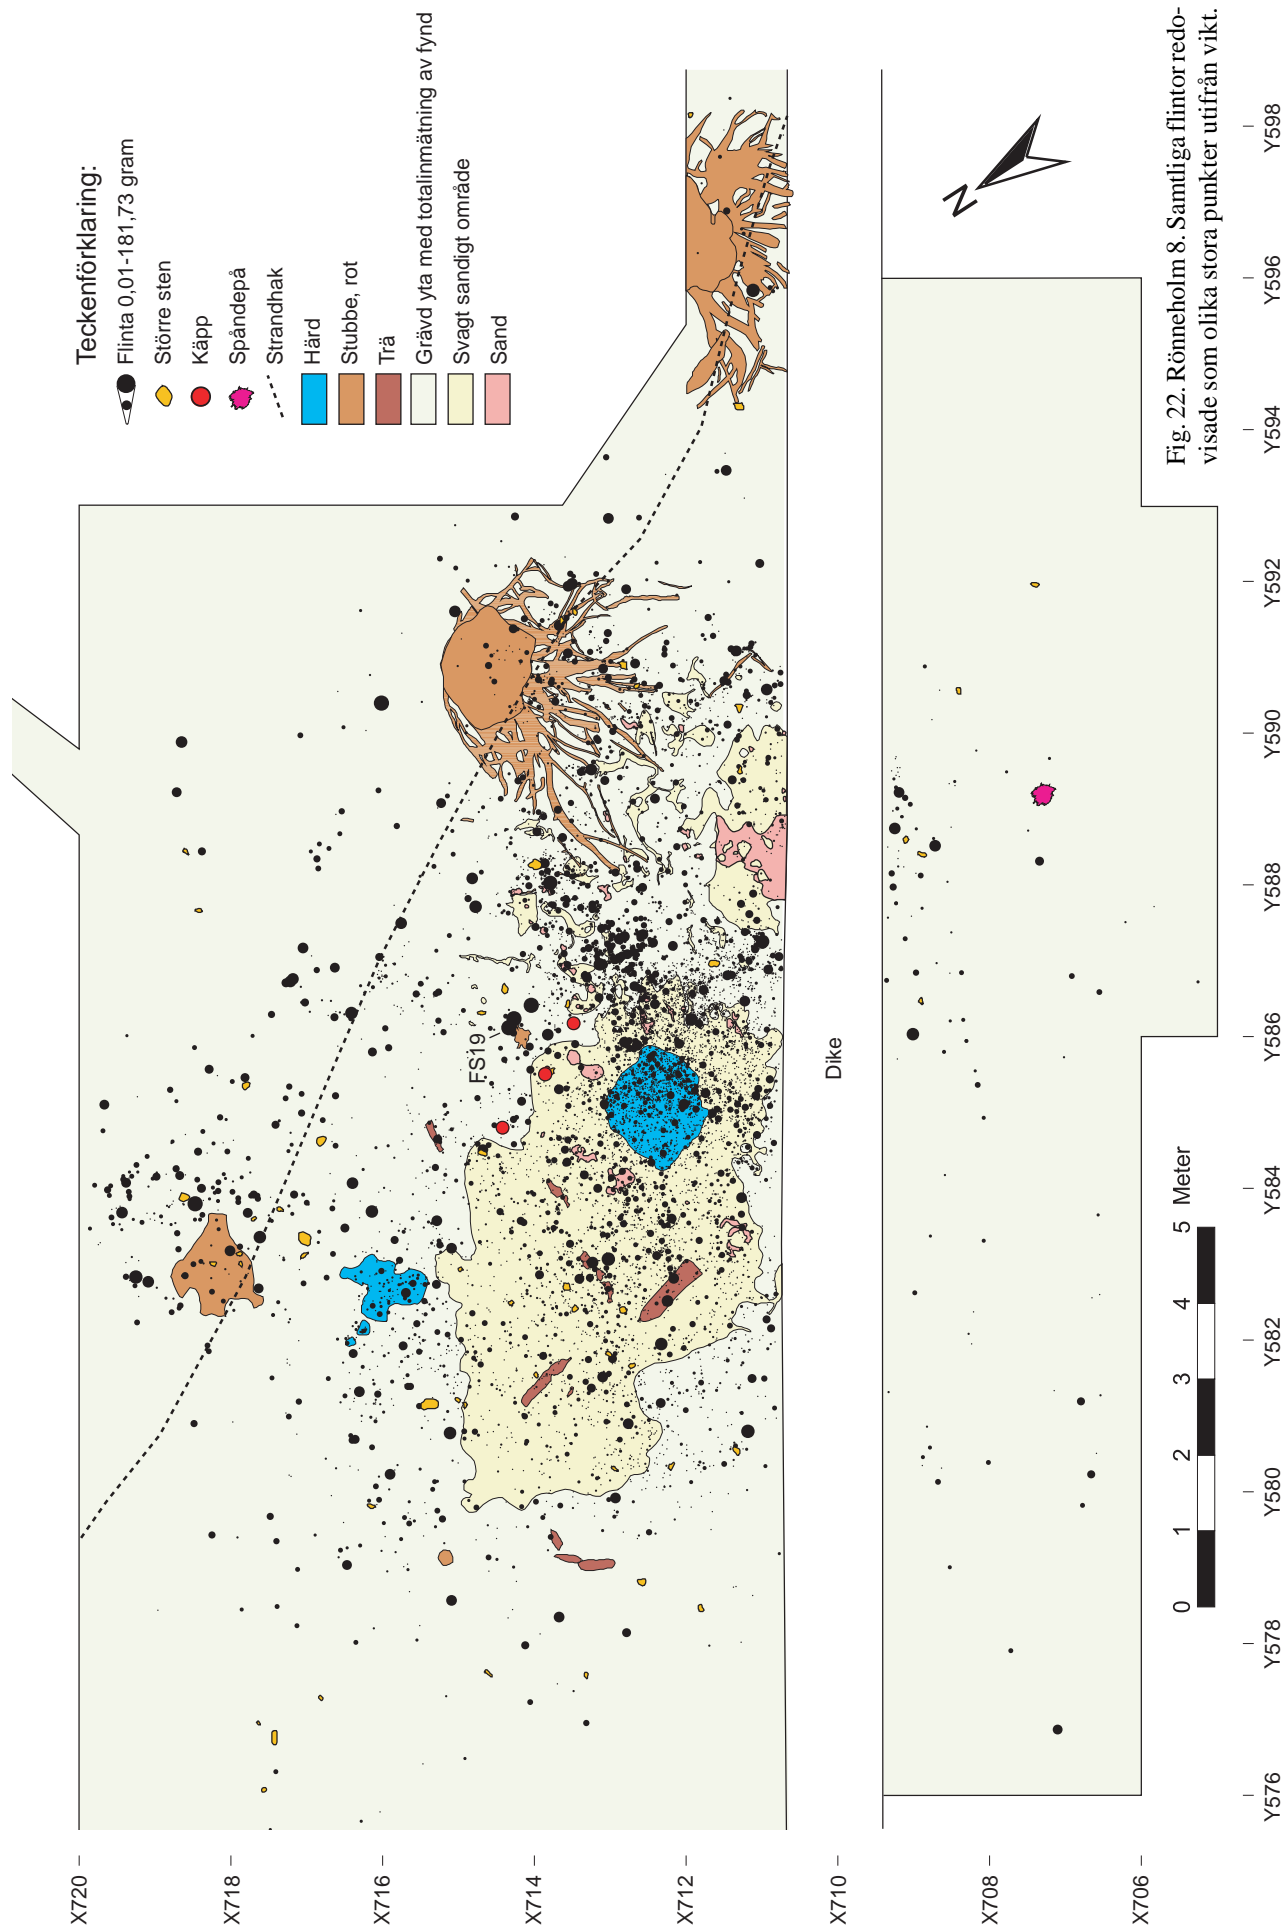 Teckenförklaring:
Flinta 0,01-181,73 gram
Större sten
Käpp
Spåndepå
Strandhak
Härd
Stubbe, rot
Trä
Grävd yta med totalinmätning av fynd
Svagt sandigt område
Sand
FS19
Dike
N
0 1 2 3 4 5 Meter
X720
X718
X716
X714
X712
X710
X708
X706
Y576 Y578 Y580 Y582 Y584 Y586 Y588 Y590 Y592 Y594 Y596 Y598
Fig. 22. Rönneholm 8. Samtliga flintor redo-
visade som olika stora punkter utifrån vikt.